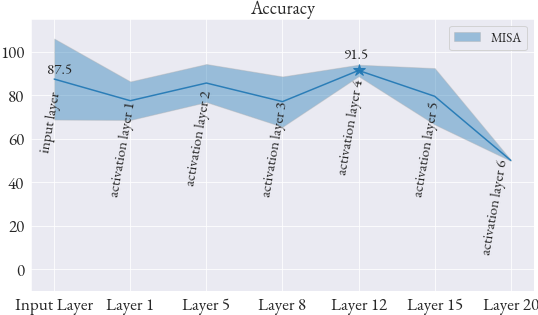 Accuracy
MISA
100
80
60
40
20
0
87.5
91.5
input layer
activation layer 1
activation layer 2
activation layer 3
activation layer 4
activation layer 5
activation layer 6
Input Layer Layer 1 Layer 5 Layer 8 Layer 12 Layer 15 Layer 20